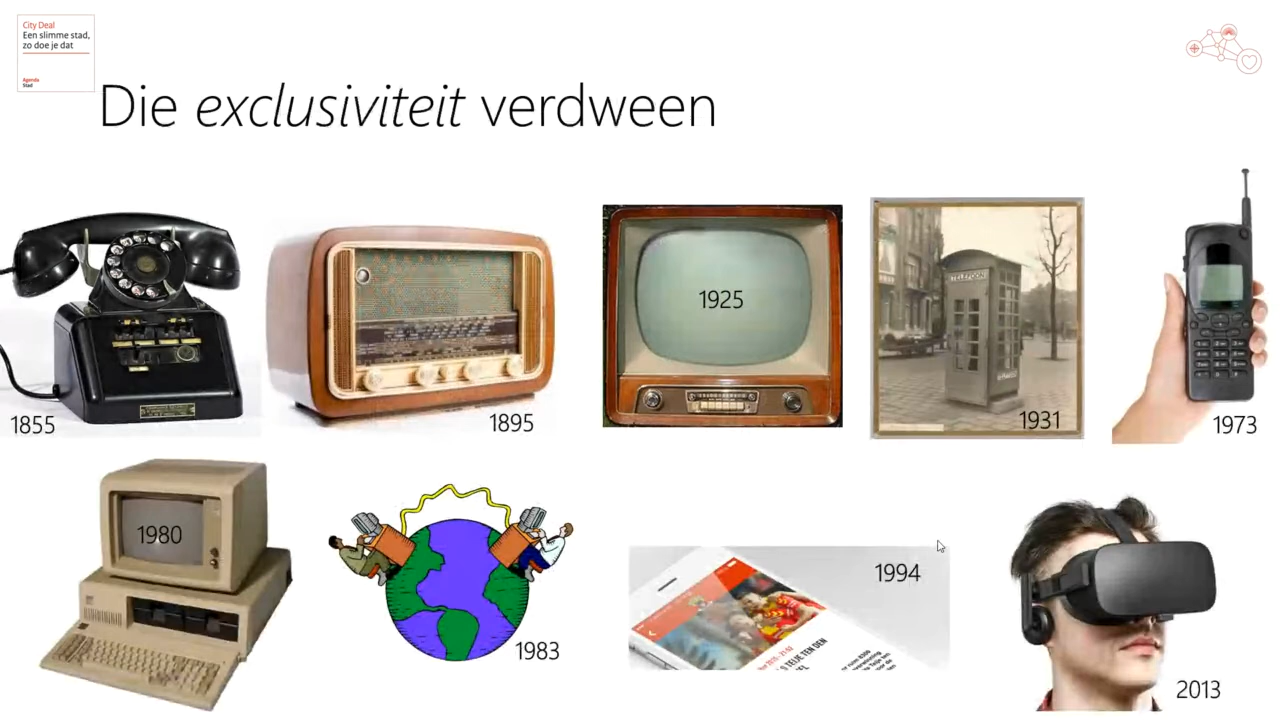 City Deal
Een slimme stad,
zo doe je dat
Agenda
Stad
Die exclusiviteit verdween
1855
1895
1925
TELEFOON
1931
1973
1980
1983
1994
2013